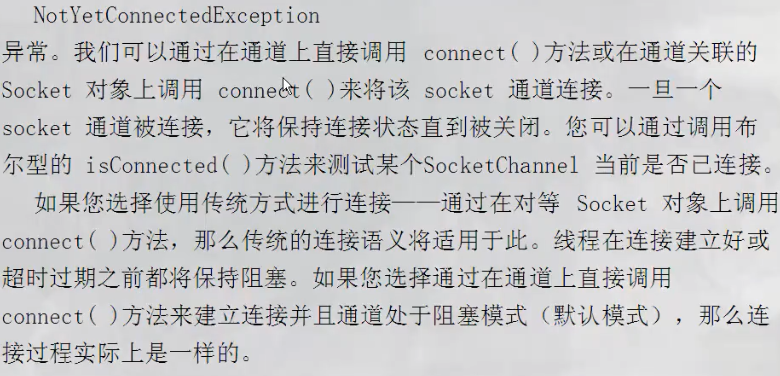 NotYetConnectedException
异常。我们可以通过在通道上直接调用 connect( )方法或在通道关联的
Socket 对象上调用 connect( )来将该 socket 通道连接。一旦一个
socket 通道被连接，它将保持连接状态直到被关闭。您可以通过调用布
尔型的 isConnected( )方法来测试某个SocketChannel 当前是否已连接。
如果您选择使用传统方式进行连接——通过在对等 Socket 对象上调用
connect( )方法，那么传统的连接语义将适用于此。线程在连接建立好或
超时过期之前都将保持阻塞。如果您选择通过在通道上直接调用
connect( )方法来建立连接并且通道处于阻塞模式（默认模式），那么连
接过程实际上是一样的。